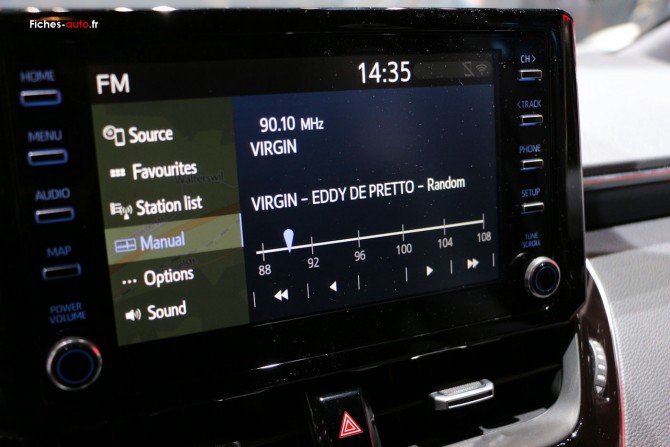 Fiches-auto.fr
HOME
MENU
AUDIO
MAP
POWER
VOLUME
FM
14:35
Source
Favourites
Station list
Manual
Options
Sound
90.10 MHz
VIRGIN
VIRGIN - EDDY DE PRETTO - Random
88 92 96 100 104 108
CH>
<TRACK
PHONE
SETUP
TUNE
SCROLL